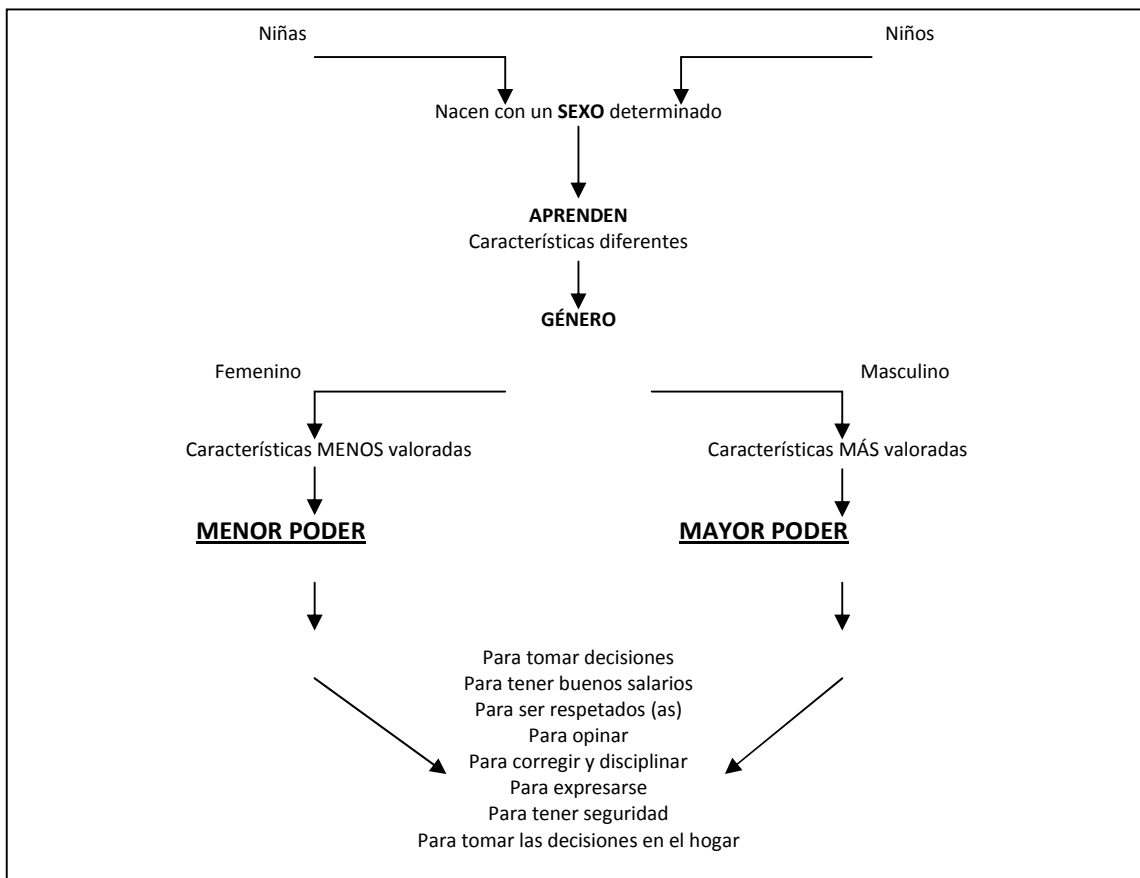 Niñas
Niños
Nacen con un SEXO determinado
APRENDEN
Características diferentes
GÉNERO
Femenino
Masculino
Características MENOS valoradas
Características MÁS valoradas
MENOR PODER
MAYOR PODER
Para tomar decisiones
Para tener buenos salarios
Para ser respetados (as)
Para opinar
Para corregir y disciplinar
Para expresarse
Para tener seguridad
Para tomar las decisiones en el hogar